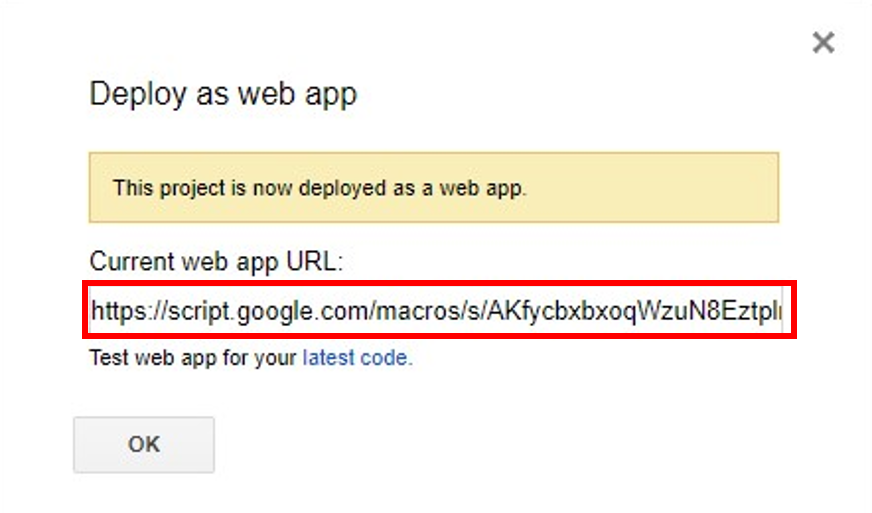 Deploy as web app
This project is now deployed as a web app.
Current web app URL:
https://script.google.com/macros/s/AKfycbxbxoqWzuN8Eztpl
Test web app for your latest code.
OK